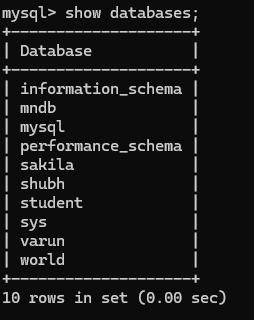 mysql> show databases;
+--------------------+
| Database           |
+--------------------+
| information_schema |
| mndb               |
| mysql              |
| performance_schema |
| sakila             |
| shubh              |
| student            |
| sys                |
| varun              |
| world              |
+--------------------+
10 rows in set (0.00 sec)